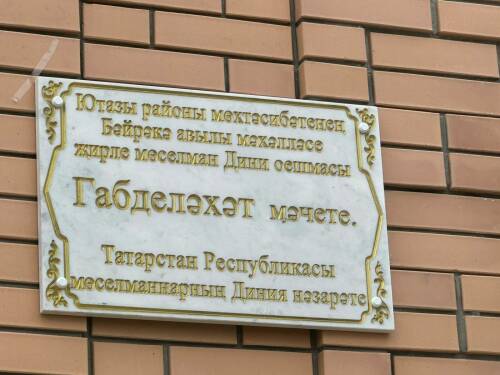 Ютазы районы мөхтәсибәтенең
Бәйрәкә авылы мәхәлләсе
җирле мөселман Дини оешмасы
Габделәхәт мәчете.
Татарстан Республикасы
мөселманнарның Диния нәзарәте